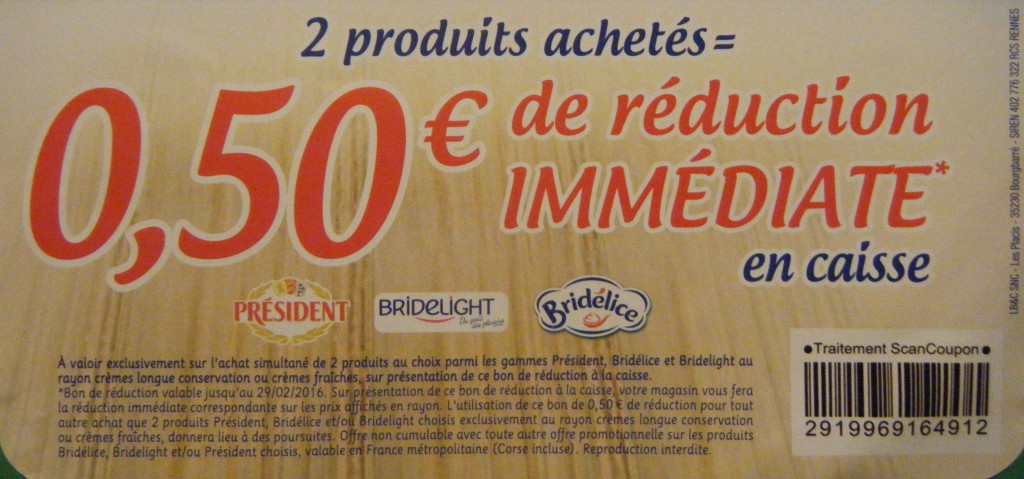 2 produits achetés =
0,50€ de réduction
IMMÉDIATE*
en caisse
PRÉSIDENT
BRIDELIGHT
Du goût
des plaisirs
Bridélice
À valoir exclusivement sur l'achat simultané de 2 produits au choix parmi les gammes Président, Bridélice et Bridelight au
rayon crèmes longue conservation ou crèmes fraîches, sur présentation de ce bon de réduction à la caisse.
*Bon de réduction valable jusqu'au 29/02/2016. Sur présentation de ce bon de réduction à la caisse, votre magasin vous fera
la réduction immédiate correspondante sur les prix affichés en rayon. L'utilisation de ce bon de 0,50 € de réduction pour tout
autre achat que 2 produits Président, Bridélice et/ou Bridelight choisis exclusivement au rayon crèmes longue conservation
ou crèmes fraîches, donnera lieu à des poursuites. Offre non cumulable avec toute autre offre promotionnelle sur les produits
Bridélice, Bridelight et/ou Président choisis, valable en France métropolitaine (Corse incluse). Reproduction interdite.
●Traitement ScanCoupon●
2919969164912
LB&C SNC - Les Placis - 35230 Bourgbarré - SIREN 402 776 322 RCS RENNES